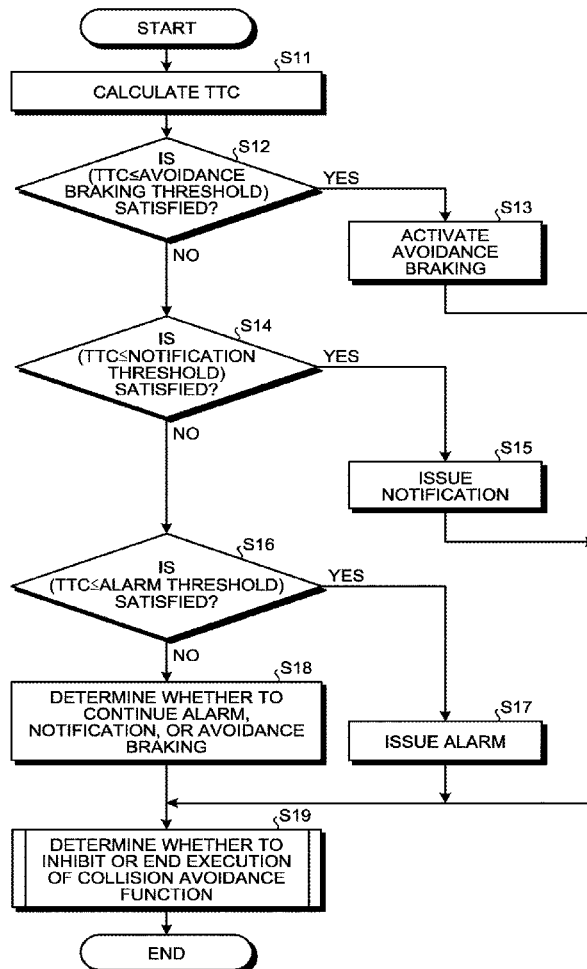 START
S11
CALCULATE TTC
S12
IS
(TTC≤AVOIDANCE
BRAKING THRESHOLD)
SATISFIED?
YES
S13
ACTIVATE
AVOIDANCE
BRAKING
NO
S14
IS
(TTC≤NOTIFICATION
THRESHOLD)
SATISFIED?
YES
S15
ISSUE
NOTIFICATION
NO
S16
IS
(TTC≤ALARM THRESHOLD)
SATISFIED?
YES
S17
ISSUE ALARM
NO
S18
DETERMINE WHETHER TO
CONTINUE ALARM,
NOTIFICATION, OR AVOIDANCE
BRAKING
S19
DETERMINE WHETHER TO
INHIBIT OR END EXECUTION
OF COLLISION AVOIDANCE
FUNCTION
END